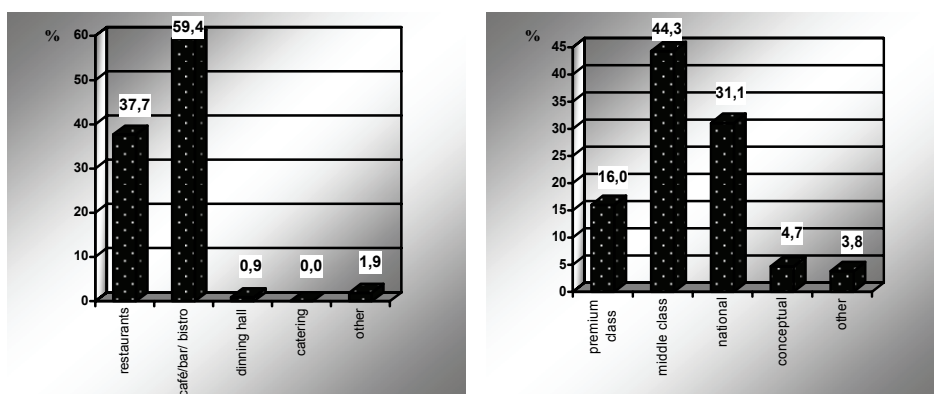 %
60
50
40
30
20
10
0
59,4
37,7
0,9
0,0
1,9
restaurants
café/bar/ bistro
dinning hall
catering
other
%
45
40
35
30
25
20
15
10
5
0
44,3
31,1
16,0
4,7
3,8
premium
class
middle class
national
conceptual
other